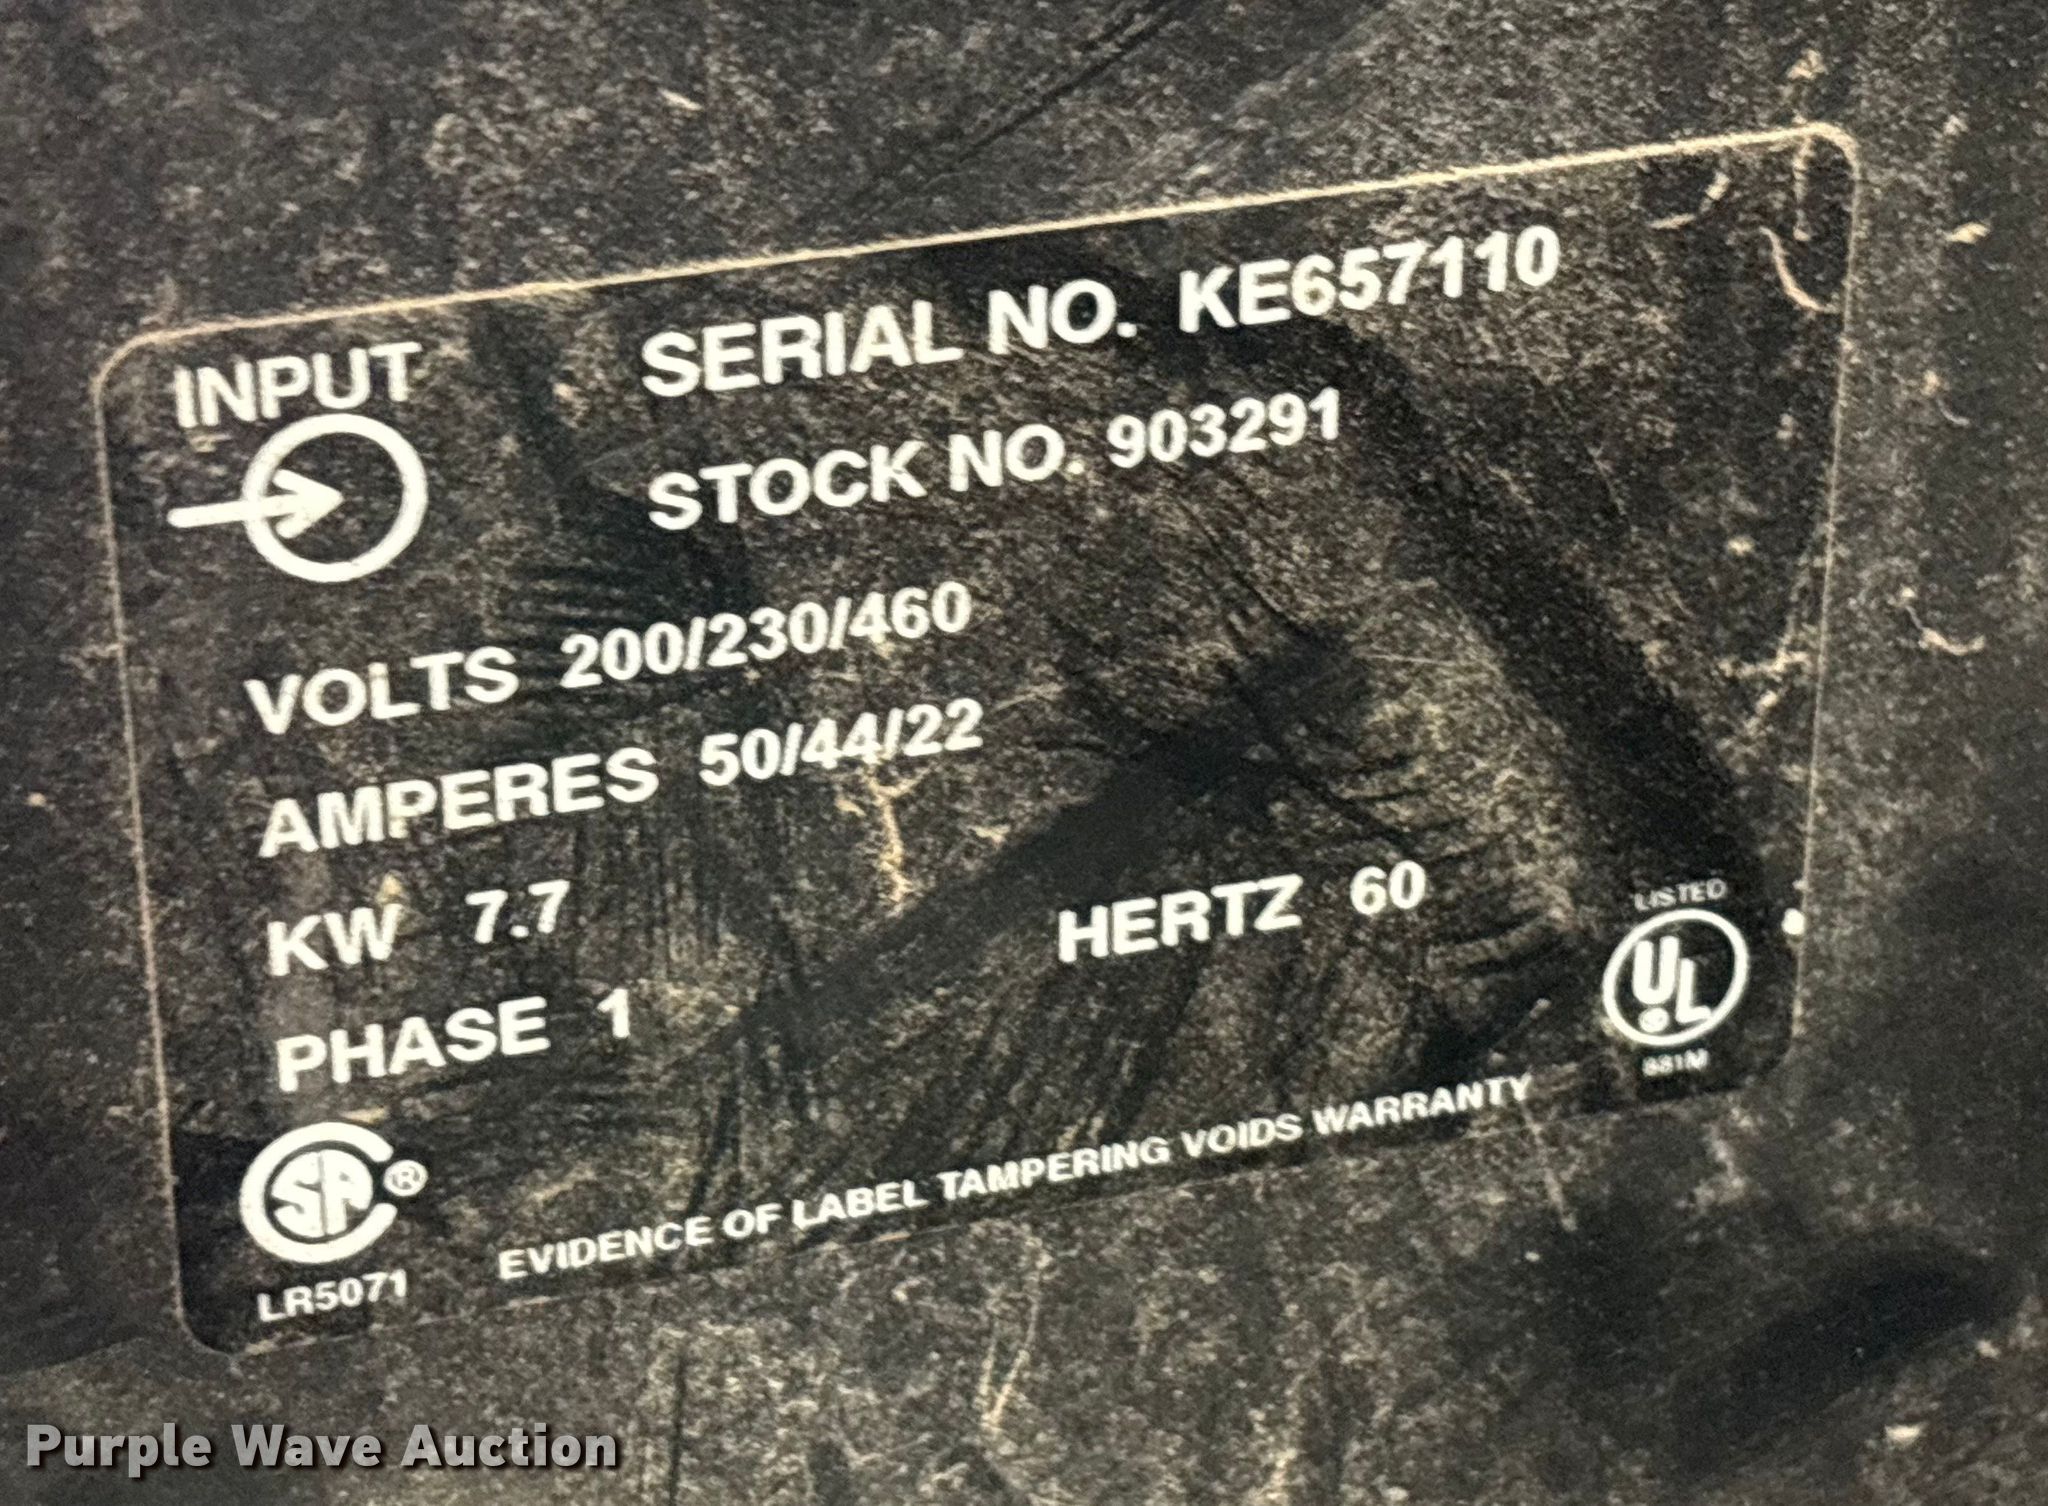 INPUT
SERIAL NO. KE657110
STOCK NO. 903291
VOLTS 200/230/460
AMPERES 50/44/22
KW 7.7
HERTZ 60
PHASE 1
LISTED
UL
881M
SA ®
LR5071
EVIDENCE OF LABEL TAMPERING VOIDS WARRANTY
Purple Wave Auction